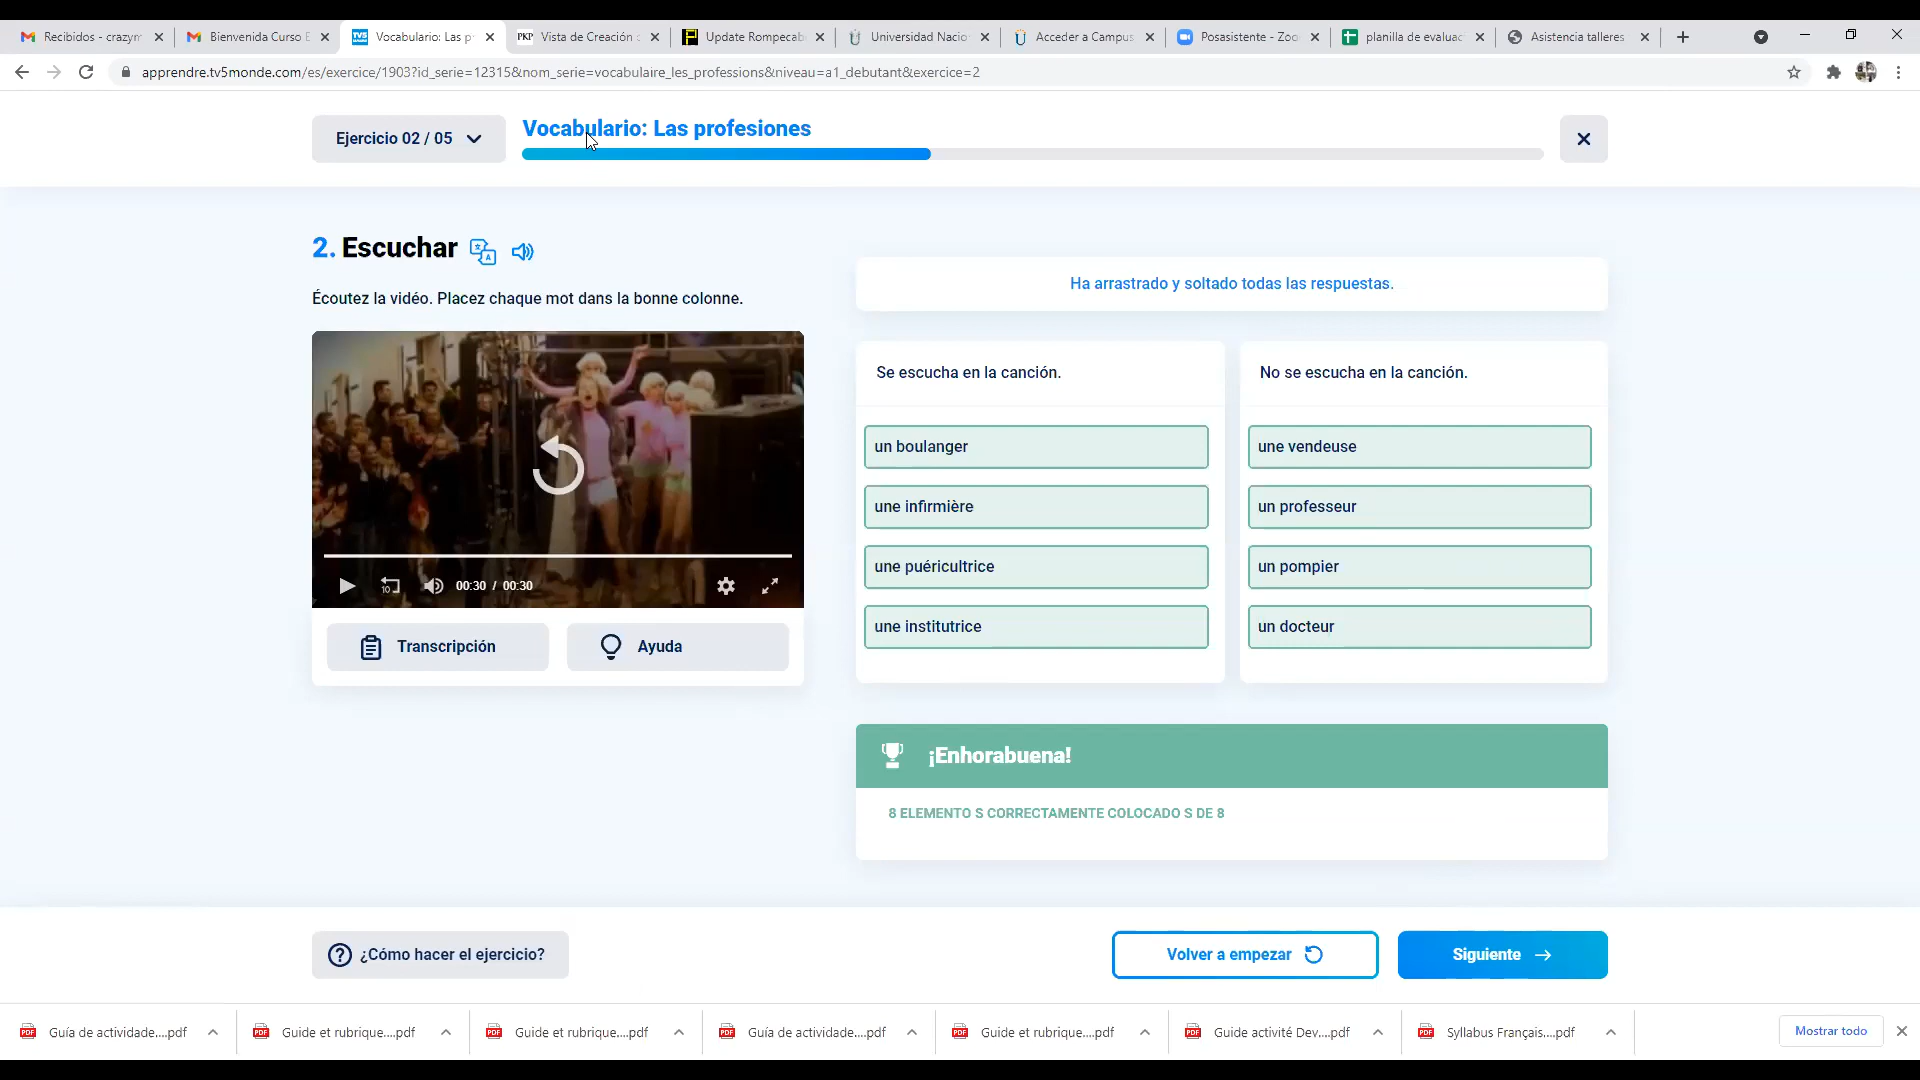 Recibidos - crazym
Bienvenida Curso E
Vocabulario: Las p
Vista de Creación
Update Rompecab
Universidad Nacio
Acceder a Campus
Posasistente - Zoo
planilla de evaluac
Asistencia talleres
apprendre.tv5monde.com/es/exercice/1903?id_serie=12315&nom_serie=vocabulaire_les_professions&niveau=a1_debutant&exercice=2
Ejercicio 02 / 05
Vocabulario: Las profesiones
2. Escuchar
Écoutez la vidéo. Placez chaque mot dans la bonne colonne.
00:30 / 00:30
Transcripción
Ayuda
Ha arrastrado y soltado todas las respuestas.
Se escucha en la canción.
un boulanger
une infirmière
une puéricultrice
une institutrice
No se escucha en la canción.
une vendeuse
un professeur
un pompier
un docteur
¡Enhorabuena!
8 ELEMENTO S CORRECTAMENTE COLOCADO S DE 8
¿Cómo hacer el ejercicio?
Volver a empezar
Siguiente
Guía de actividade....pdf
Guide et rubrique....pdf
Guide et rubrique....pdf
Guía de actividade....pdf
Guide et rubrique....pdf
Guide activité Dev....pdf
Syllabus Français....pdf
Mostrar todo